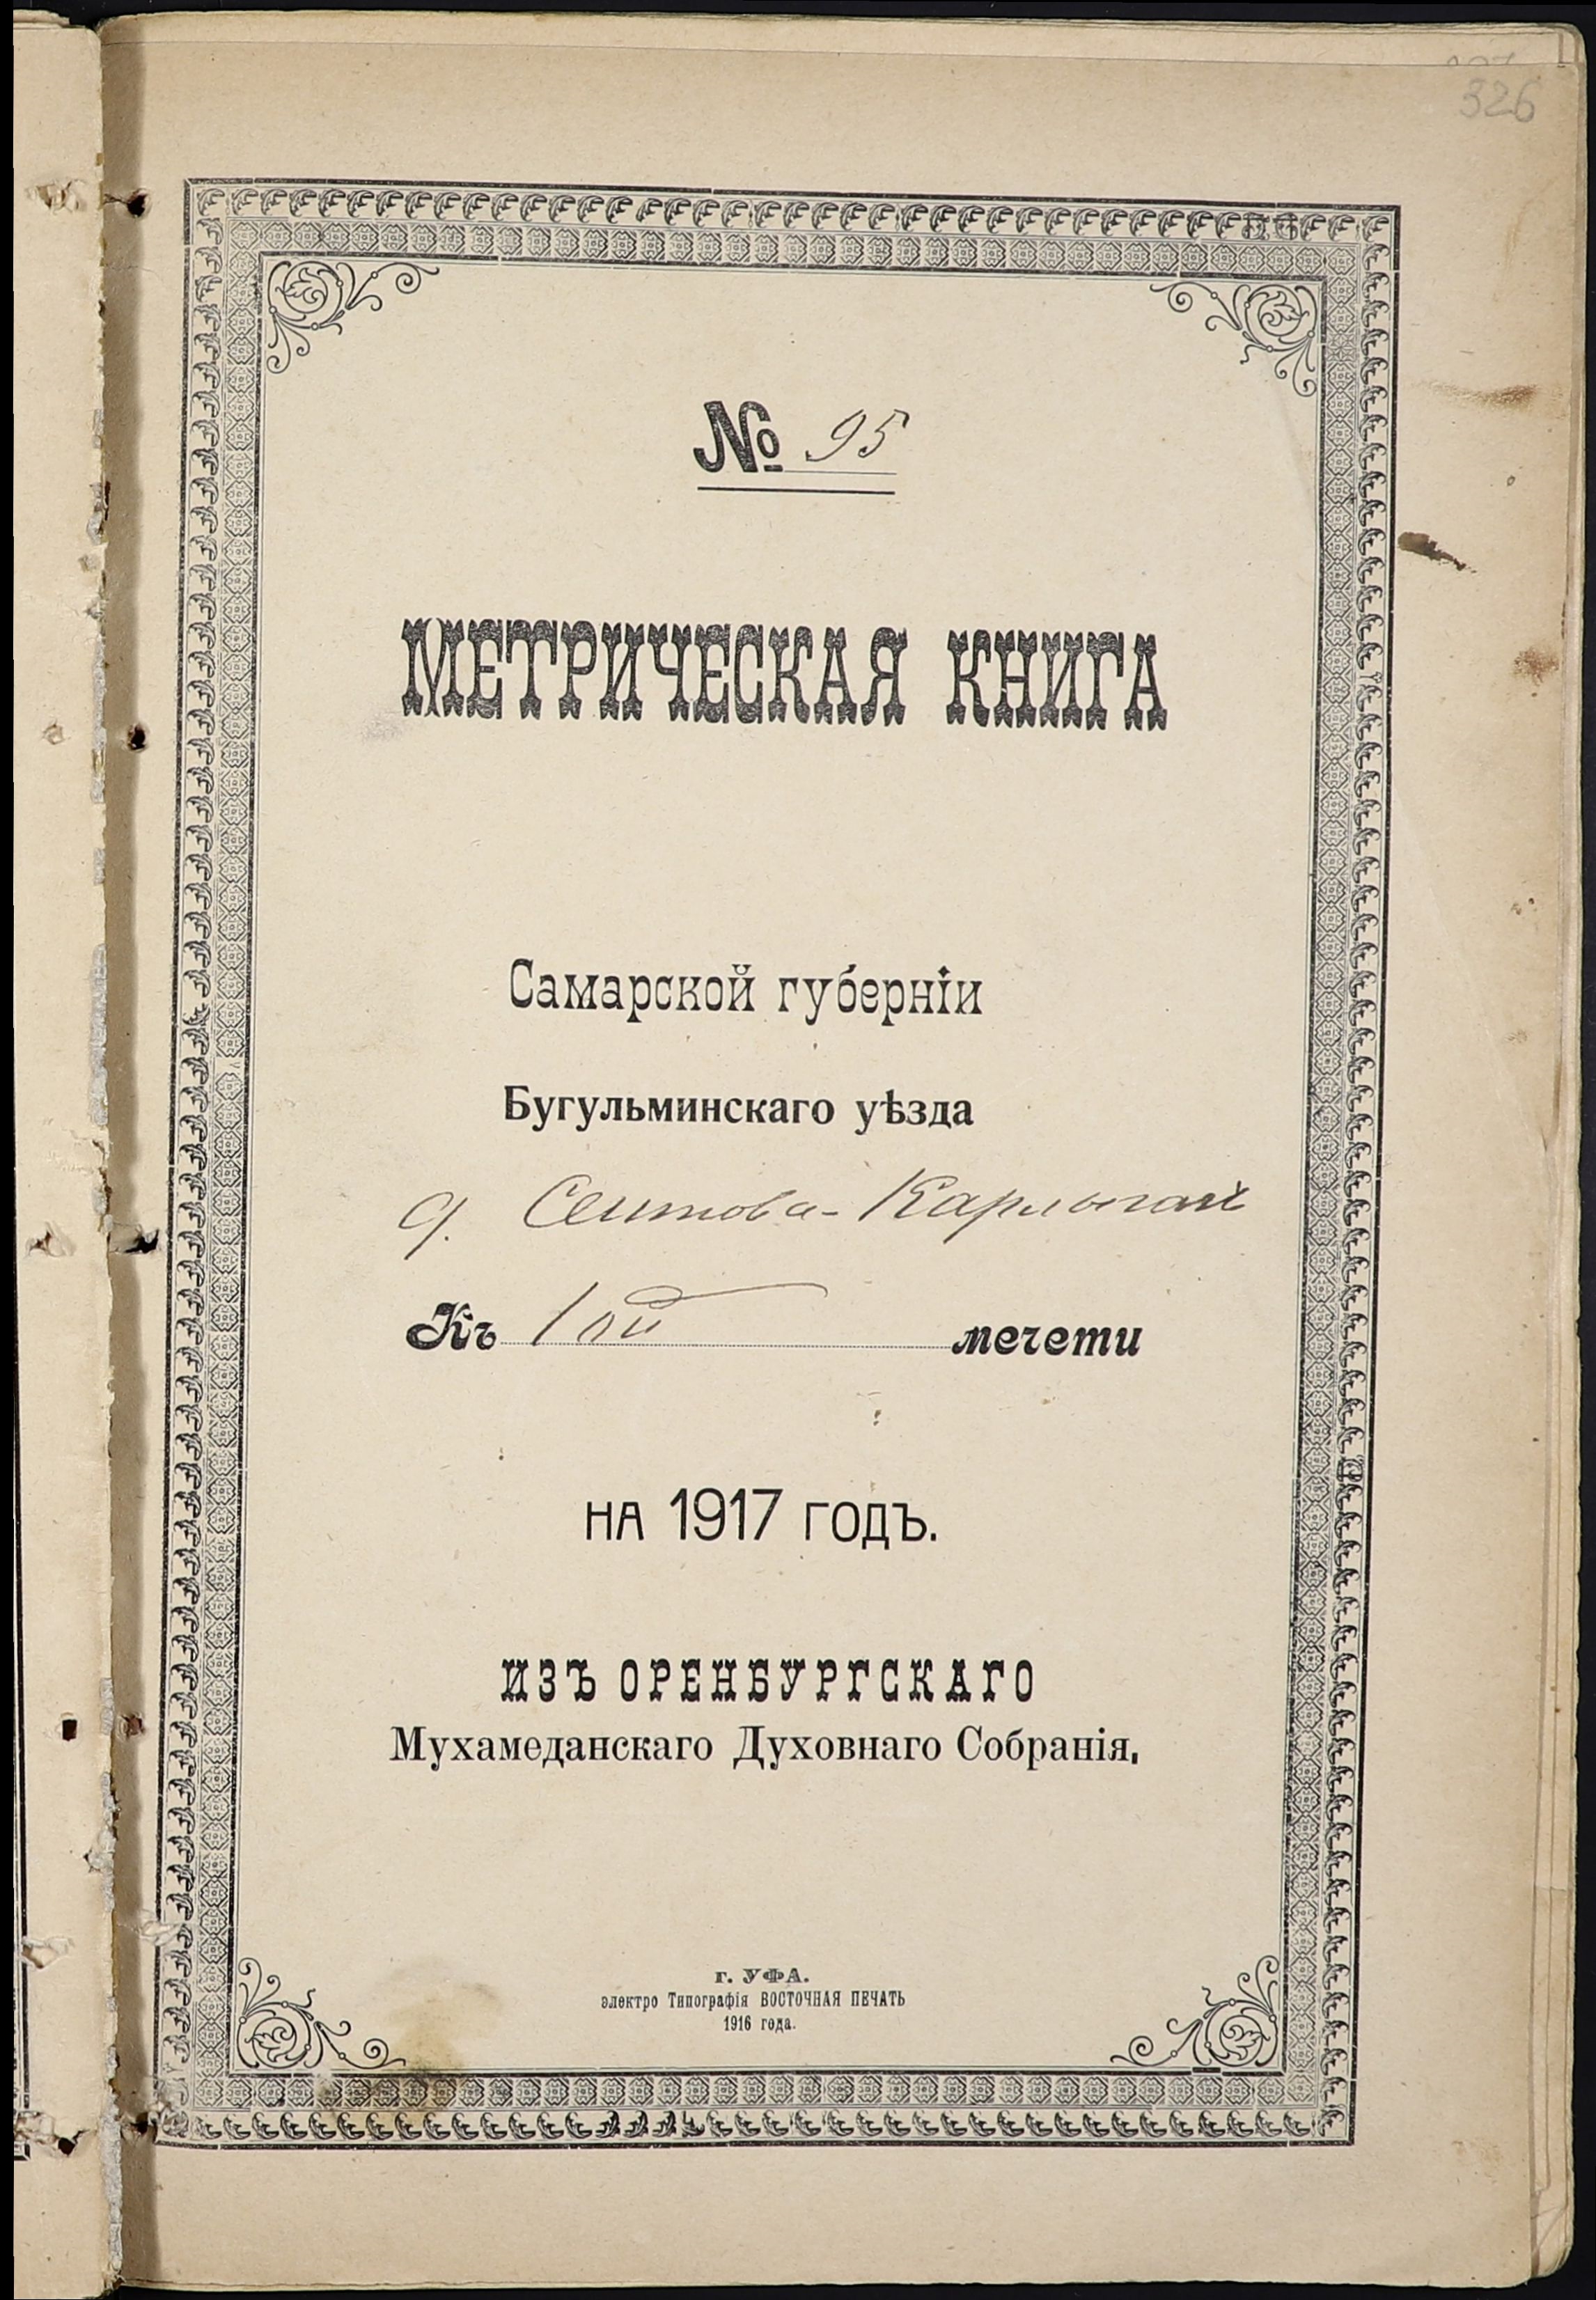 326
№ 95
МЕТРИЧЕСКАЯ КНИГА
Самарской губерніи
Бугульминскаго уѣзда
д. Сеитова-Карлыганъ
Къ 1ой мечети
на 1917 годъ.
ИЗЪ ОРЕНБУРГСКАГО
Мухамеданскаго Духовнаго Собранія.
г. УФА.
электро Типографія ВОСТОЧНАЯ ПЕЧАТЬ
1916 года.